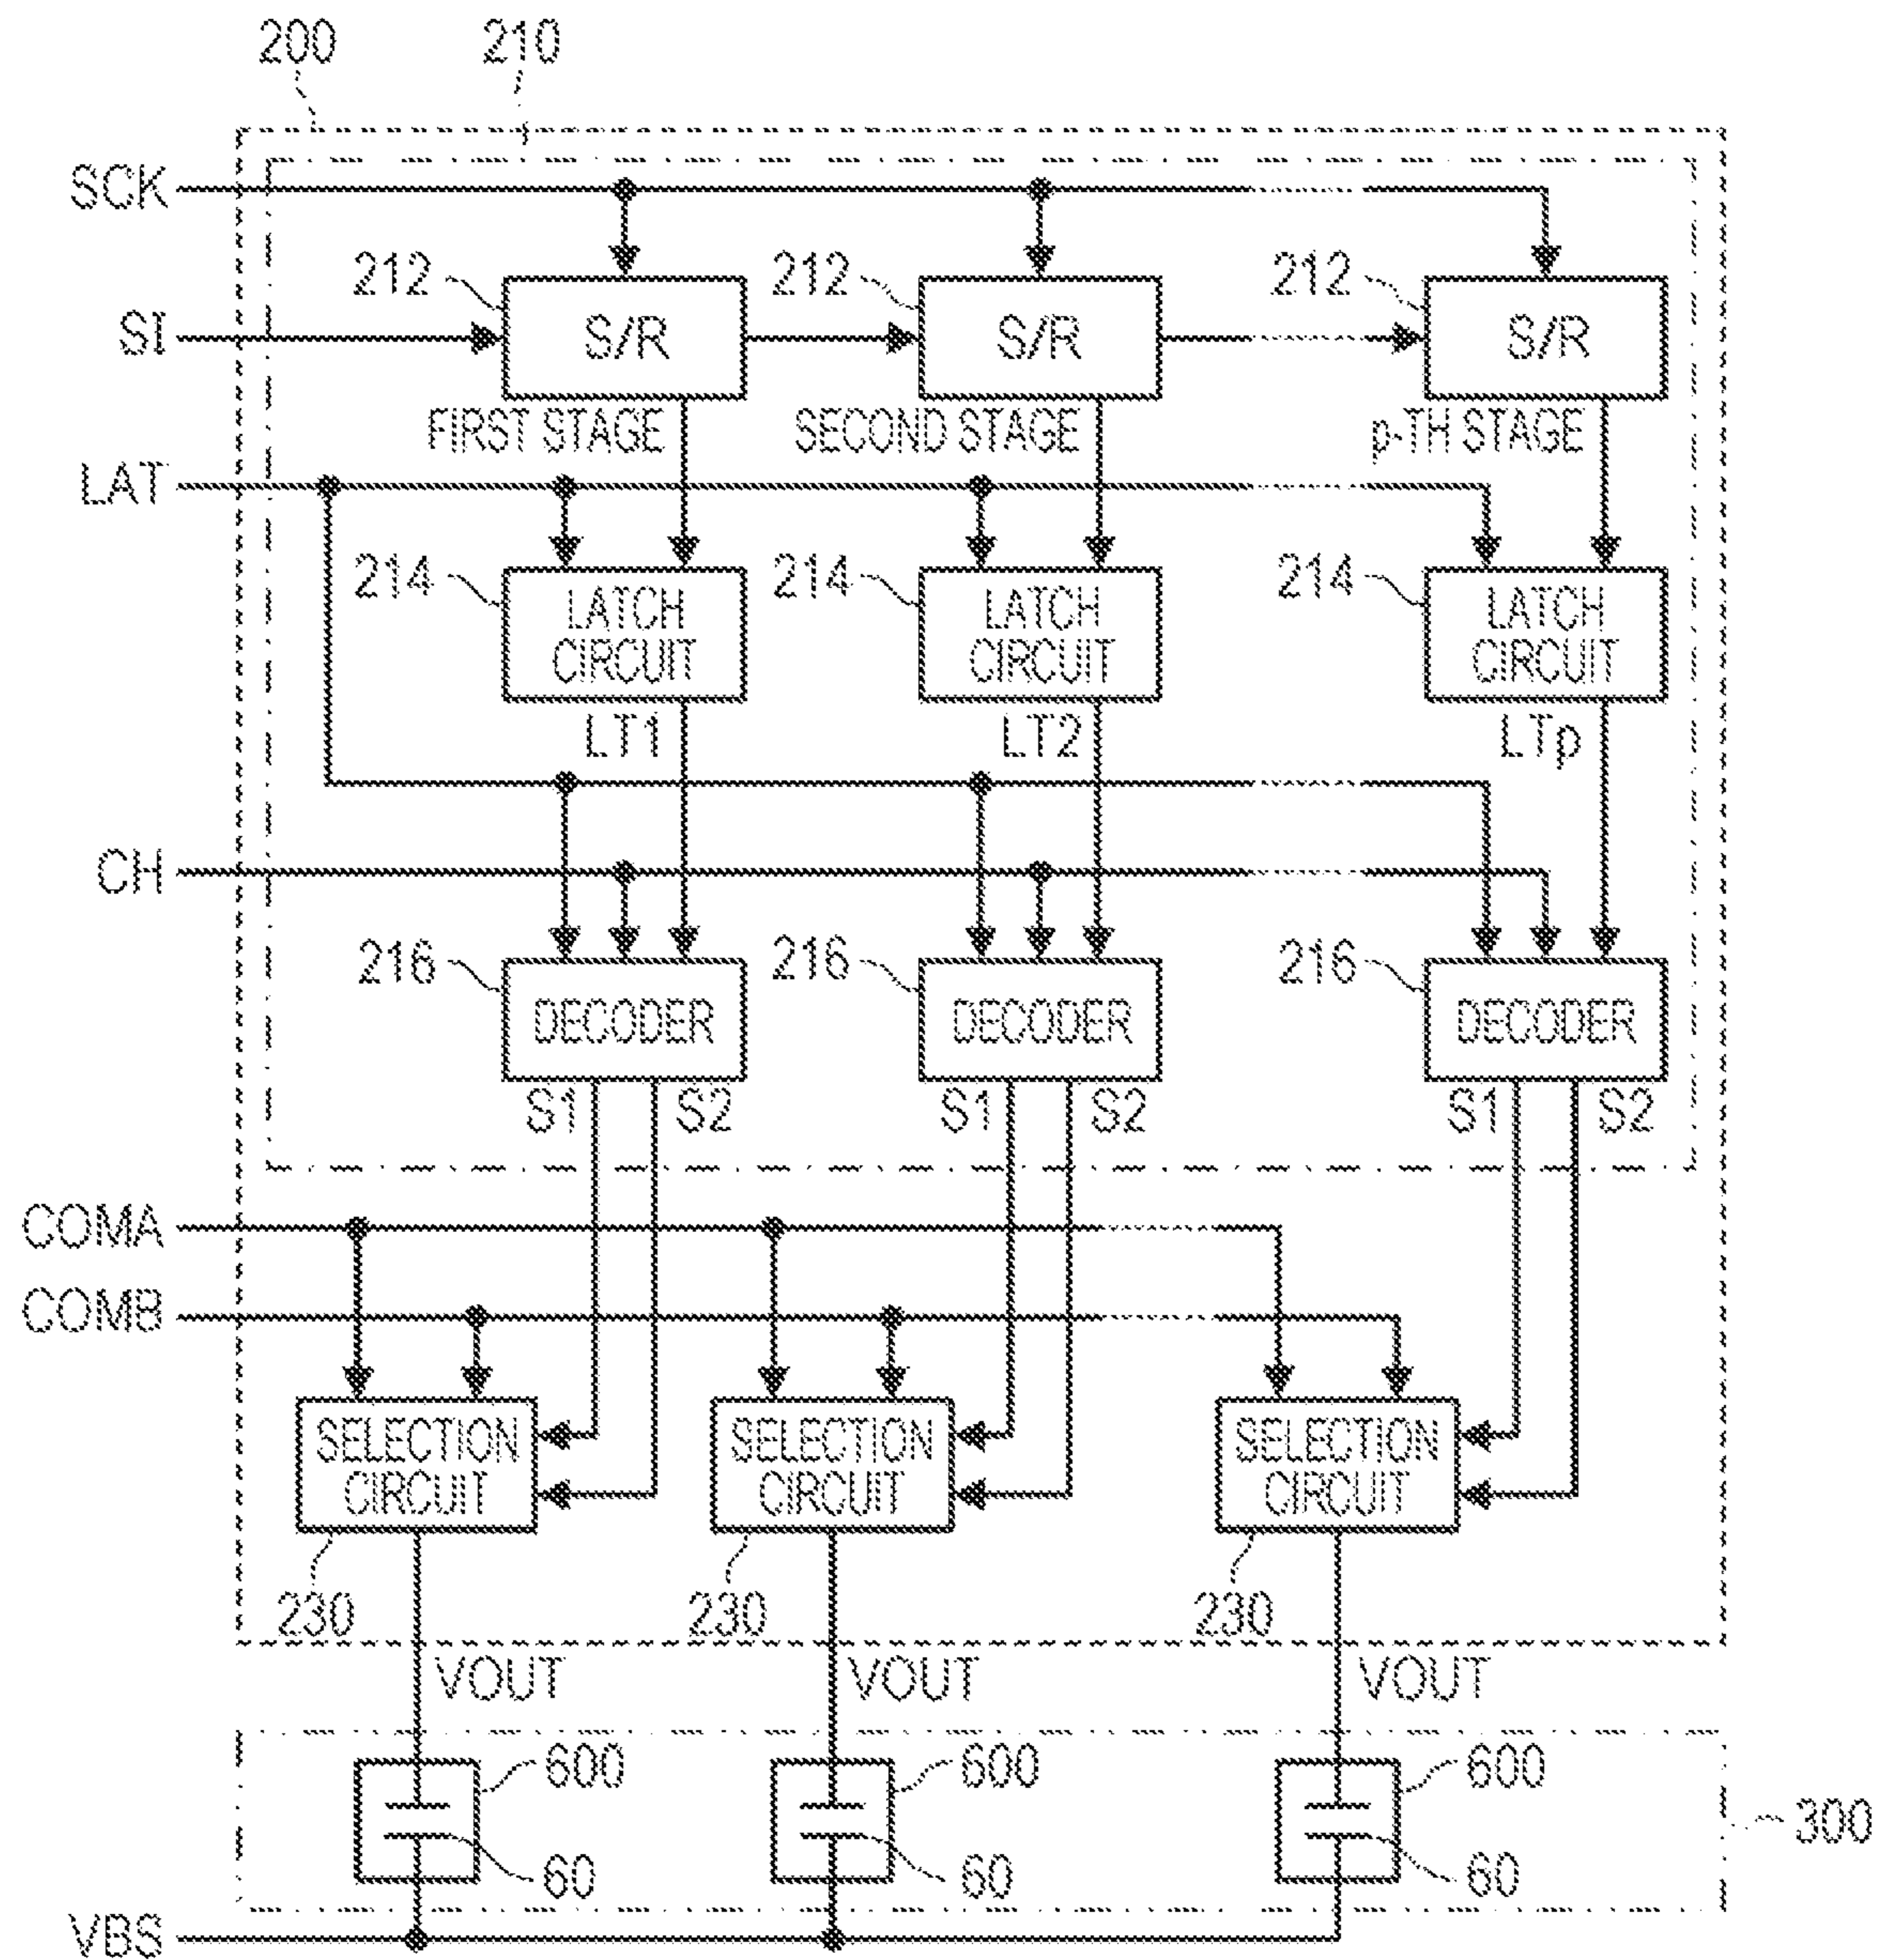 200 210
SCK
212 212 212
SI S/R S/R S/R
FIRST STAGE SECOND STAGE p-TH STAGE
LAT
214 214 214
LATCH CIRCUIT LATCH CIRCUIT LATCH CIRCUIT
LT1 LT2 LTp
CH
216 216 216
DECODER DECODER DECODER
S1 S2 S1 S2 S1 S2
COMA
COMB
SELECTION CIRCUIT SELECTION CIRCUIT SELECTION CIRCUIT
230 230 230
VOUT VOUT VOUT
600 600 600
300
60 60 60
VBS